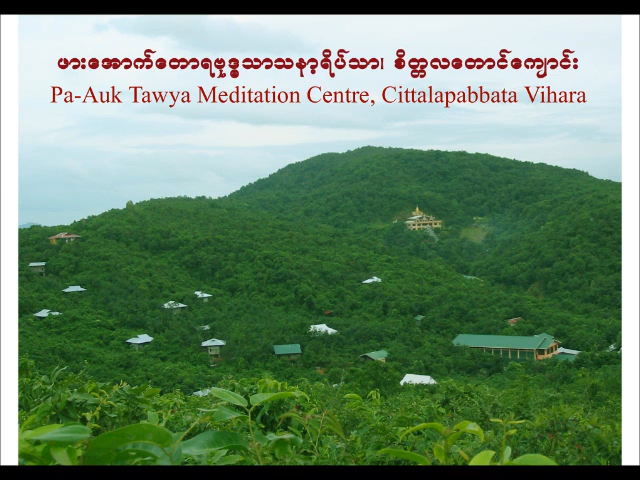 ဖားအောက်တောရဗုဒ္ဓသာသနာ့ရိပ်သာ၊ စိတ္တလတောင်ကျောင်း
Pa-Auk Tawya Meditation Centre, Cittalapabbata Vihara